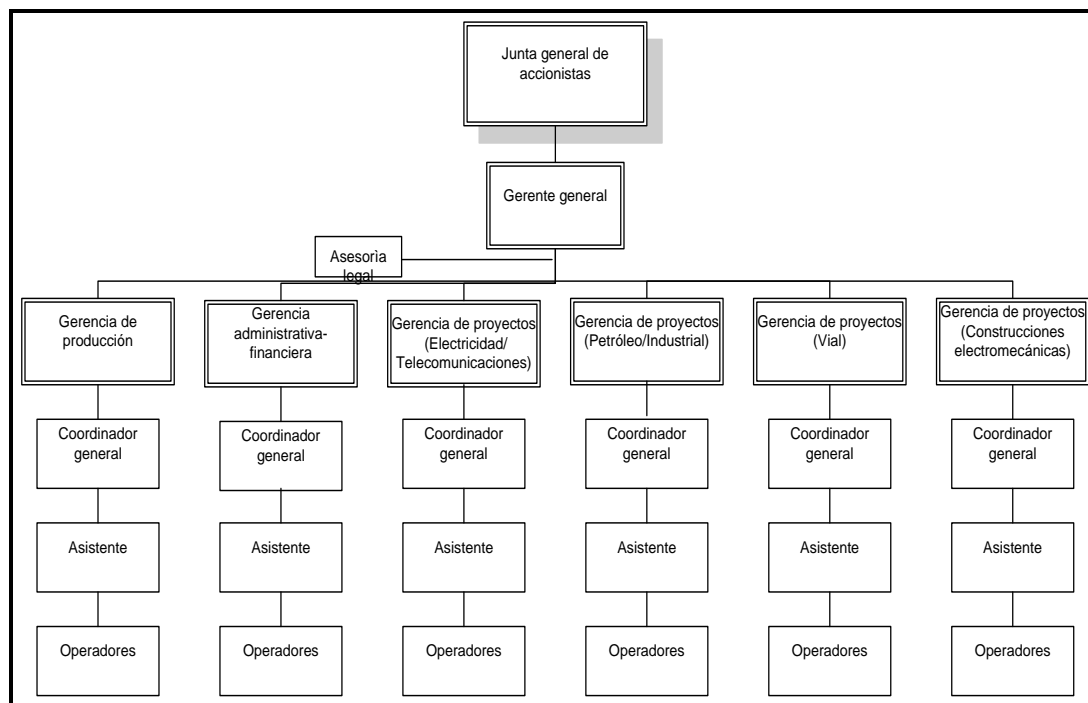 Junta general de
accionistas
Gerente general
Asesorìa
legal
Gerencia de
producción
Gerencia
administrativa-
financiera
Gerencia de proyectos
(Electricidad/
Telecomunicaciones)
Gerencia de proyectos
(Petróleo/Industrial)
Gerencia de proyectos
(Vial)
Gerencia de proyectos
(Construcciones
electromecánicas)
Coordinador
general
Coordinador
general
Coordinador
general
Coordinador
general
Coordinador
general
Coordinador
general
Asistente
Asistente
Asistente
Asistente
Asistente
Asistente
Operadores
Operadores
Operadores
Operadores
Operadores
Operadores